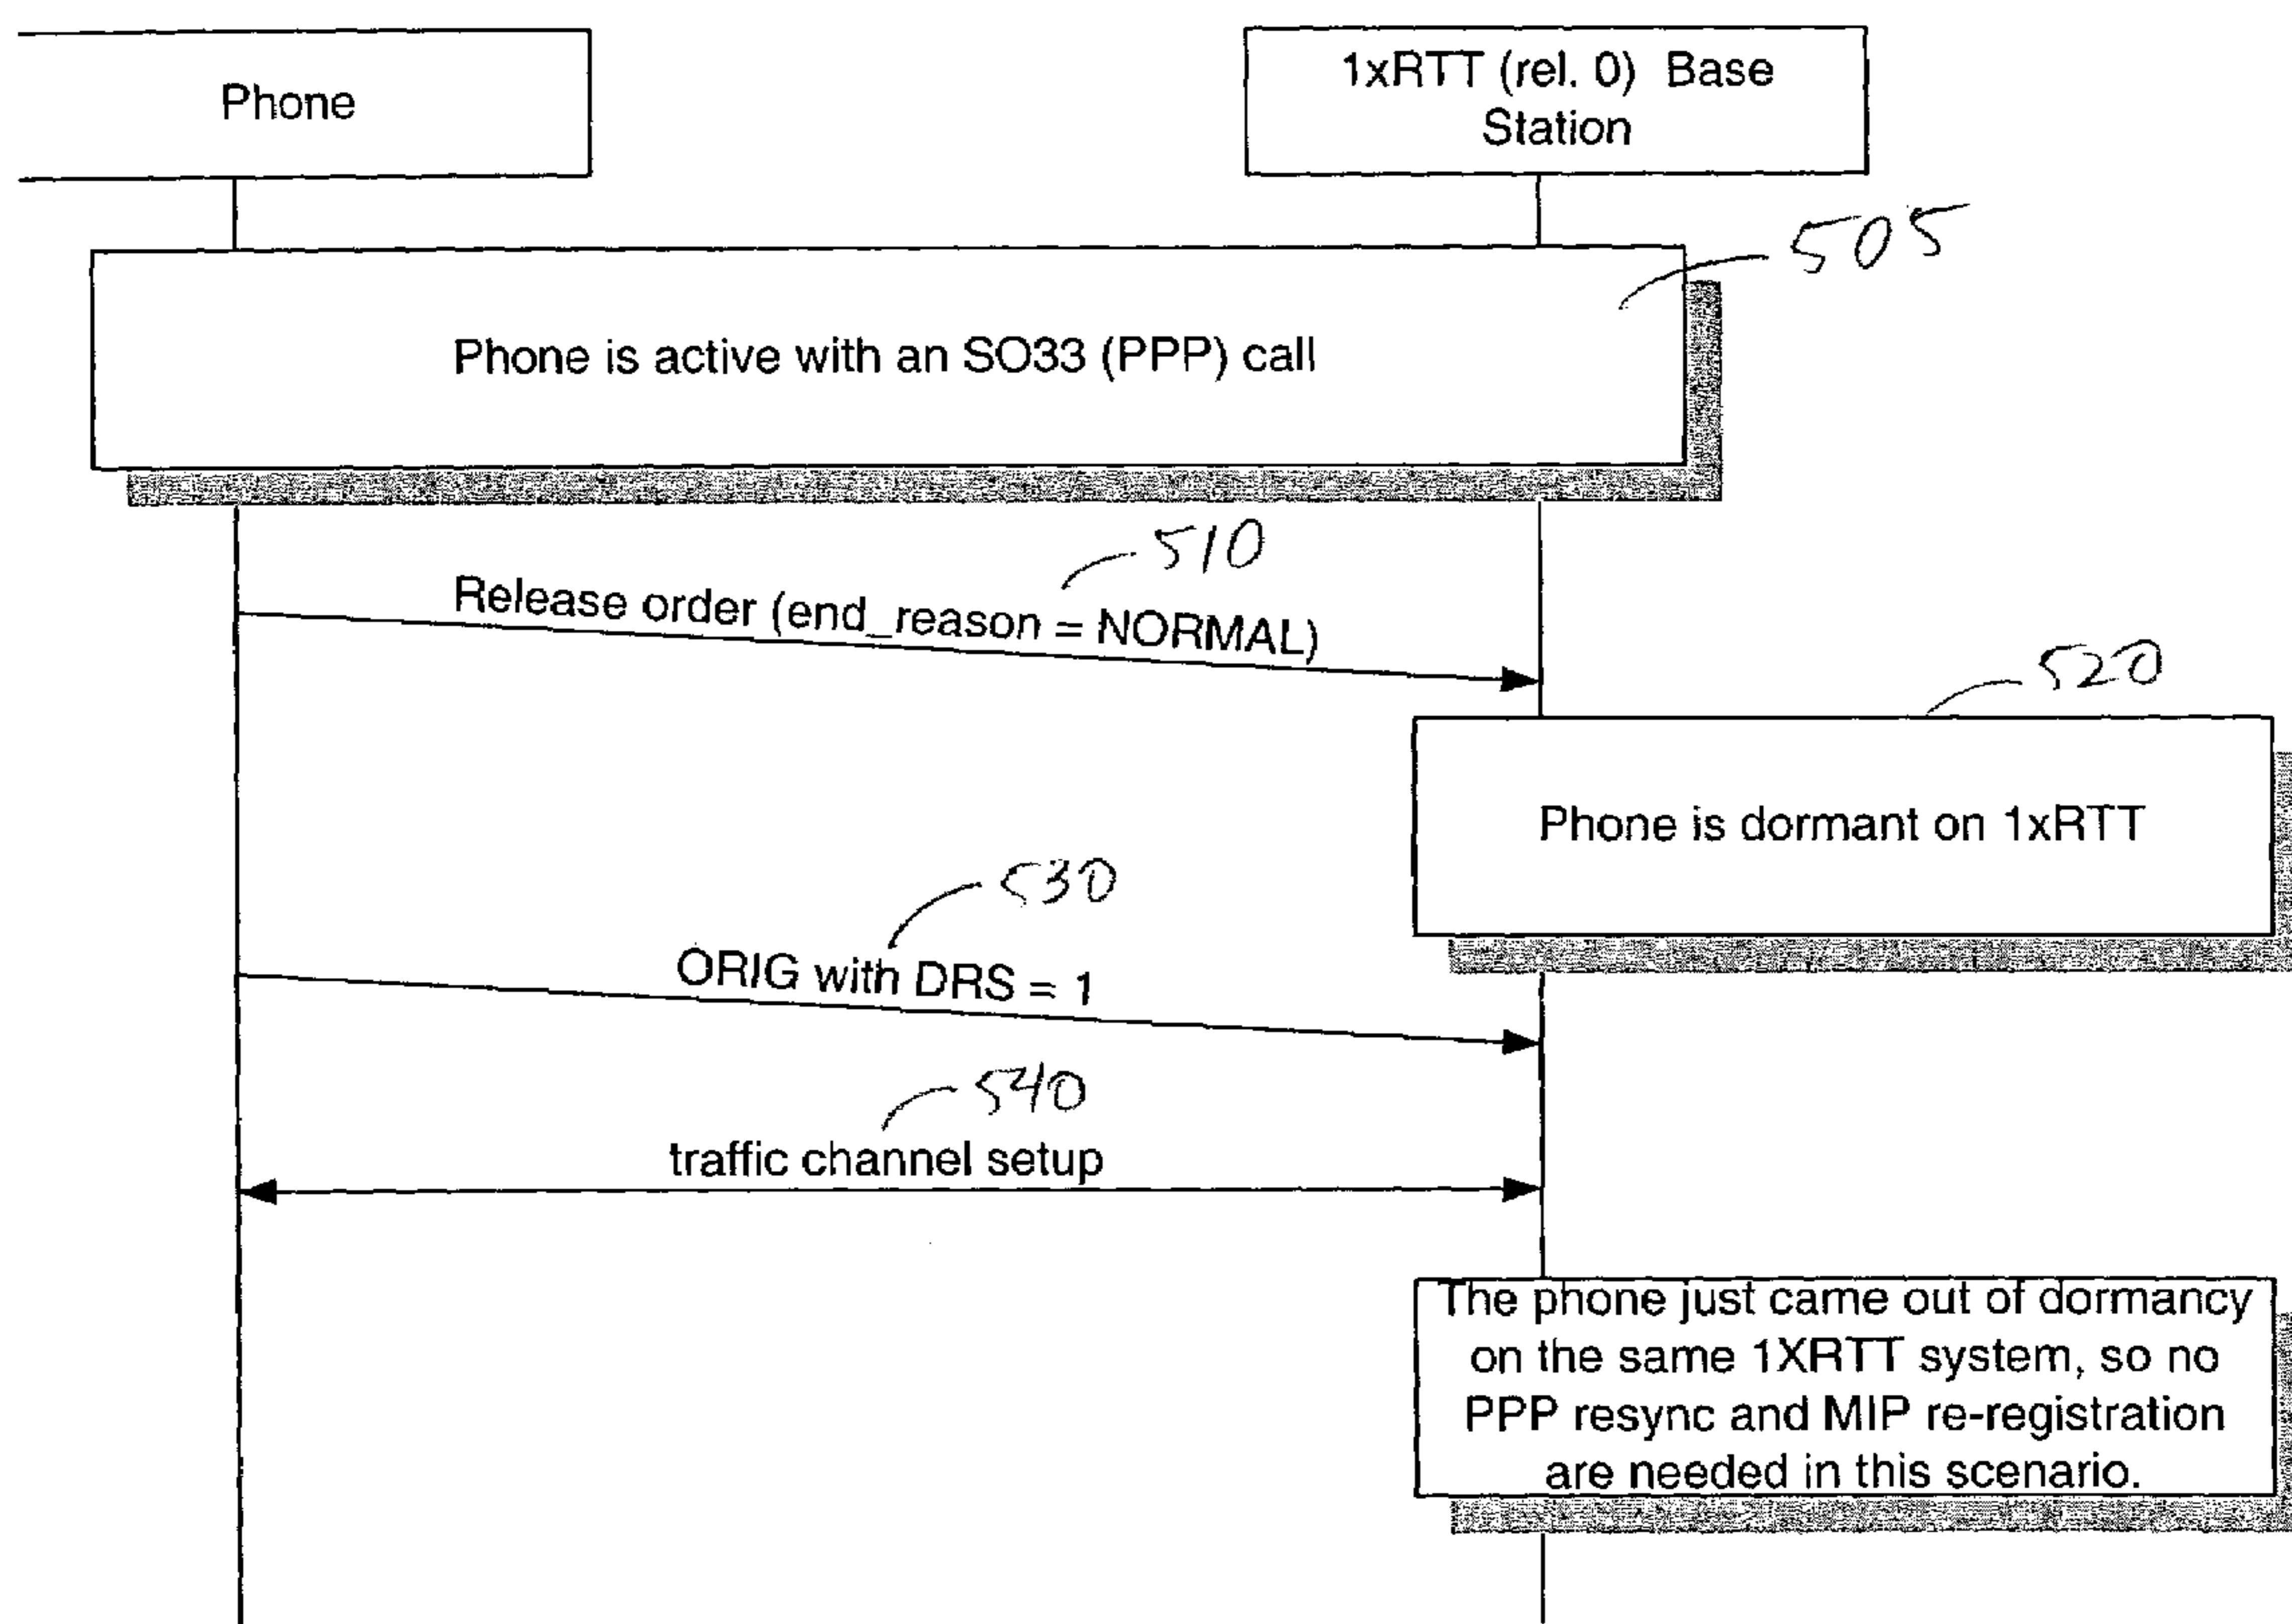 Phone
1xRTT (rel. 0) Base
Station
505
Phone is active with an SO33 (PPP) call
510
Release order (end_reason = NORMAL)
520
Phone is dormant on 1xRTT
530
ORIG with DRS = 1
540
traffic channel setup
The phone just came out of dormancy
on the same 1XRTT system, so no
PPP resync and MIP re-registration
are needed in this scenario.